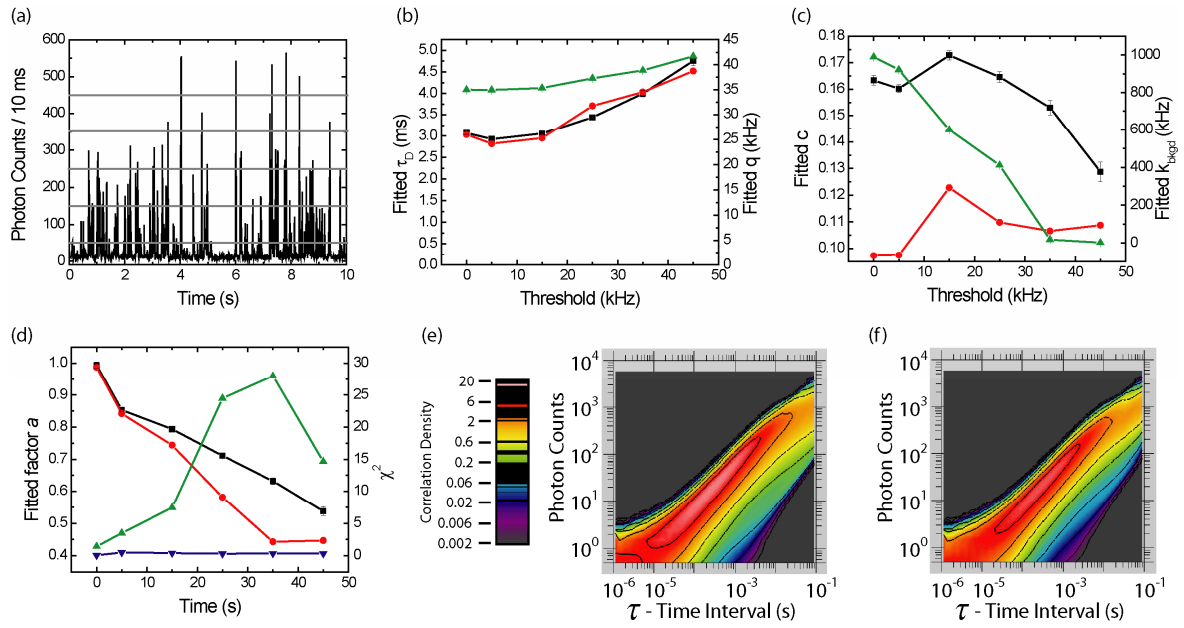 (a)
600
500
400
300
200
100
0
Photon Counts / 10 ms
0 2 4 6 8 10
Time (s)
(b)
5.0
4.5
4.0
3.5
3.0
2.5
2.0
1.5
1.0
0.5
0.0
Fitted τD (ms)
45
40
35
30
25
20
15
10
5
0
Fitted q (kHz)
0 10 20 30 40 50
Threshold (kHz)
(c)
0.18
0.17
0.16
0.15
0.14
0.13
0.12
0.11
0.10
Fitted c
1000
800
600
400
200
0
Fitted kbkgd (kHz)
0 10 20 30 40 50
Threshold (kHz)
(d)
1.0
0.9
0.8
0.7
0.6
0.5
0.4
Fitted factor a
30
25
20
15
10
5
0
χ2
0 10 20 30 40 50
Time (s)
(e)
20
6
2
0.6
0.2
0.06
0.02
0.006
0.002
Correlation Density
10^4
10^3
10^2
10^1
10^0
Photon Counts
10^-6 10^-5 10^-3 10^-1
τ - Time Interval (s)
(f)
10^4
10^3
10^2
10^1
10^0
Photon Counts
10^-6 10^-5 10^-3 10^-1
τ - Time Interval (s)